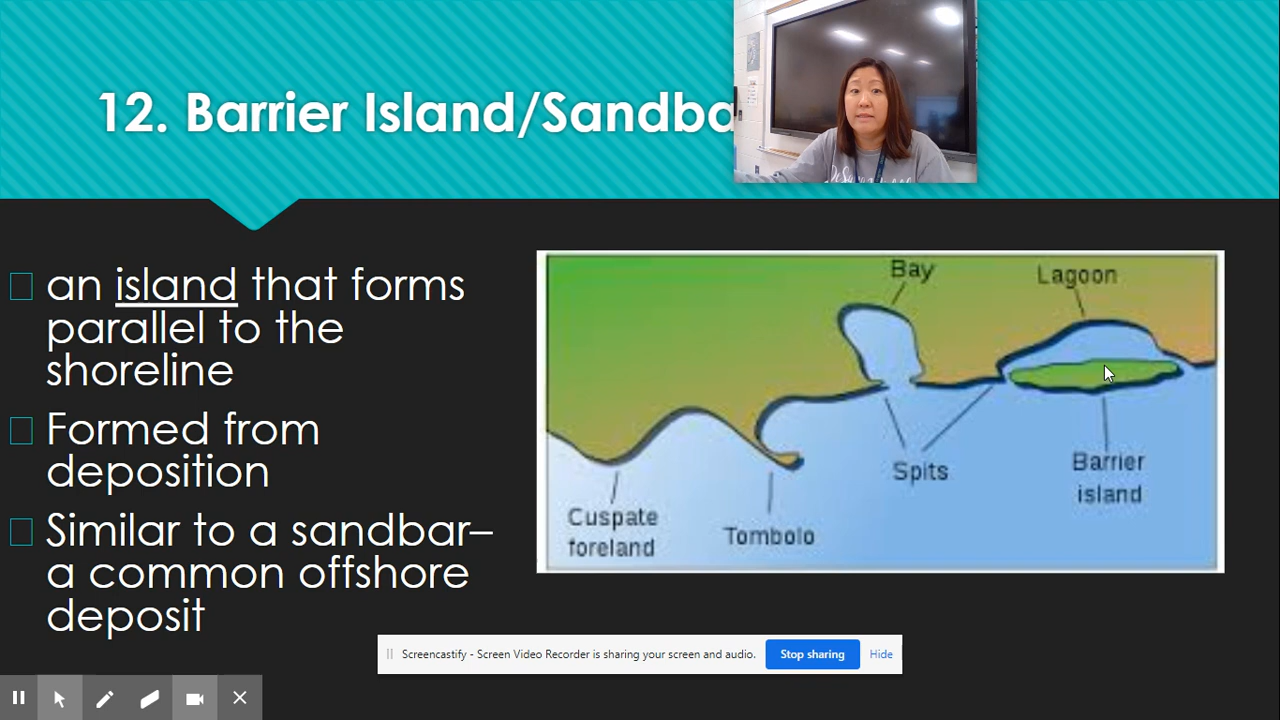 12. Barrier Island/Sandba
an island that forms
parallel to the
shoreline
Formed from
deposition
Similar to a sandbar–
a common offshore
deposit
Bay
Lagoon
Spits
Barrier
island
Cuspate
foreland
Tombolo
Screencastify - Screen Video Recorder is sharing your screen and audio.
Stop sharing
Hide